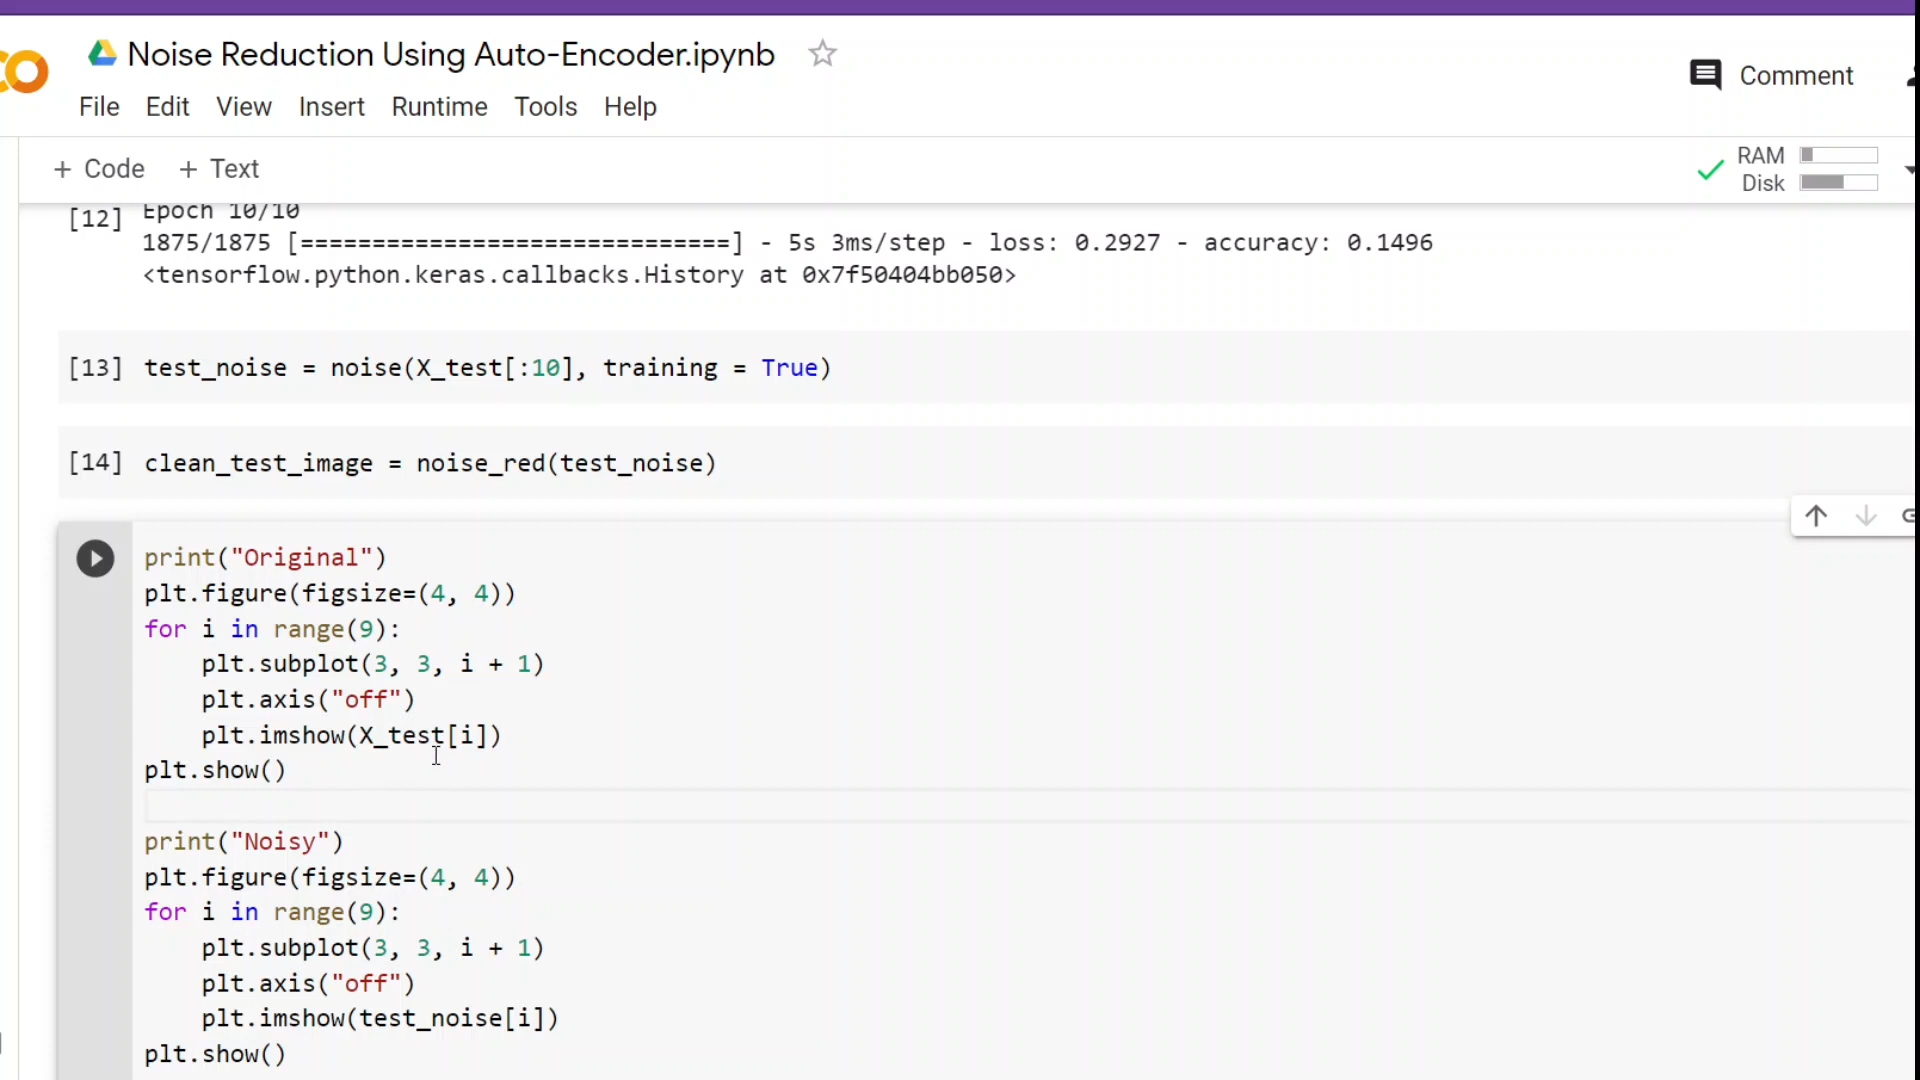 Noise Reduction Using Auto-Encoder.ipynb
Comment
File Edit View Insert Runtime Tools Help
+ Code + Text
RAM
Disk
[12] Epoch 10/10
1875/1875 [==============================] - 5s 3ms/step - loss: 0.2927 - accuracy: 0.1496
<tensorflow.python.keras.callbacks.History at 0x7f50404bb050>
[13] test_noise = noise(X_test[:10], training = True)
[14] clean_test_image = noise_red(test_noise)
print("Original")
plt.figure(figsize=(4, 4))
for i in range(9):
    plt.subplot(3, 3, i + 1)
    plt.axis("off")
    plt.imshow(X_test[i])
plt.show()
print("Noisy")
plt.figure(figsize=(4, 4))
for i in range(9):
    plt.subplot(3, 3, i + 1)
    plt.axis("off")
    plt.imshow(test_noise[i])
plt.show()